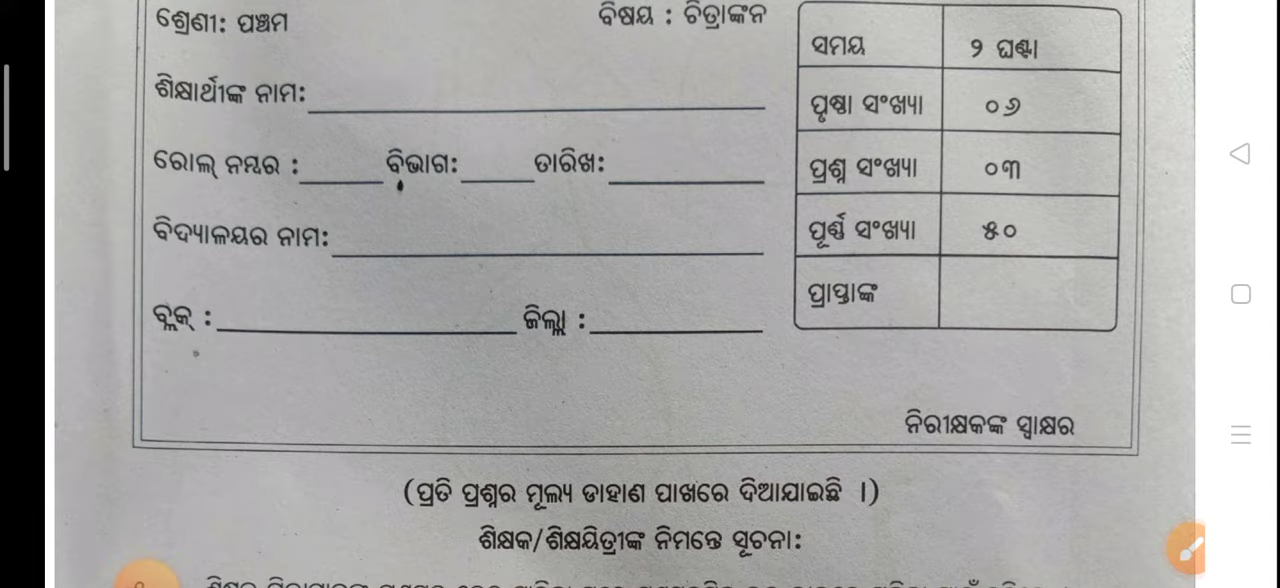 ଶ୍ରେଣୀ: ପଞ୍ଚମ
ବିଷୟ : ଚିତ୍ରାଙ୍କନ
ଶିକ୍ଷାର୍ଥୀଙ୍କ ନାମ:
ରୋଲ୍ ନମ୍ବର : ବିଭାଗ: ତାରିଖ:
ବିଦ୍ୟାଳୟର ନାମ:
ବ୍ଲକ୍ : ଜିଲ୍ଲା :
ସମୟ ୨ ଘଣ୍ଟା
ପୃଷ୍ଠା ସଂଖ୍ୟା ୦୬
ପ୍ରଶ୍ନ ସଂଖ୍ୟା ୦୩
ପୂର୍ଣ୍ଣ ସଂଖ୍ୟା ୫୦
ପ୍ରାପ୍ତାଙ୍କ
ନିରୀକ୍ଷକଙ୍କ ସ୍ୱାକ୍ଷର
(ପ୍ରତି ପ୍ରଶ୍ନର ମୂଲ୍ୟ ଡାହାଣ ପାଖରେ ଦିଆଯାଇଛି ।)
ଶିକ୍ଷକ/ଶିକ୍ଷୟିତ୍ରୀଙ୍କ ନିମନ୍ତେ ସୂଚନା: